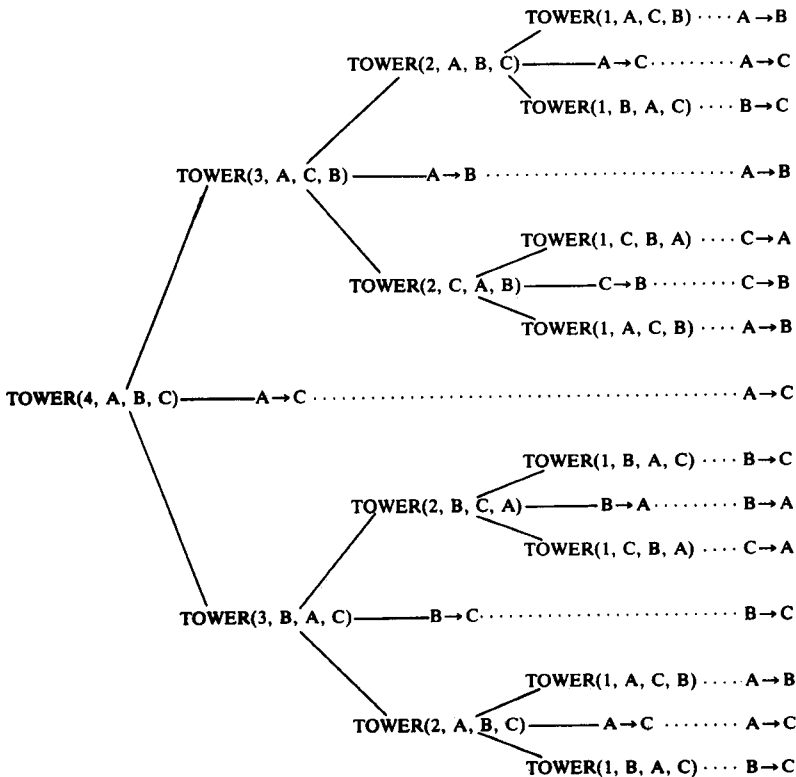 TOWER(1, A, C, B) ····· A→B
TOWER(2, A, B, C) A→C ········· A→C
TOWER(1, B, A, C) ···· B→C
TOWER(3, A, C, B) A→B ···························· A→B
TOWER(1, C, B, A) ···· C→A
TOWER(2, C, A, B) C→B ········ C→B
TOWER(1, A, C, B) ···· A→B
TOWER(4, A, B, C) A→C ················································ A→C
TOWER(1, B, A, C) ···· B→C
TOWER(2, B, C, A) B→A ········· B→A
TOWER(1, C, B, A) ···· C→A
TOWER(3, B, A, C) B→C ···························· B→C
TOWER(1, A, C, B) ···· A→B
TOWER(2, A, B, C) A→C ······· A→C
TOWER(1, B, A, C) ···· B→C